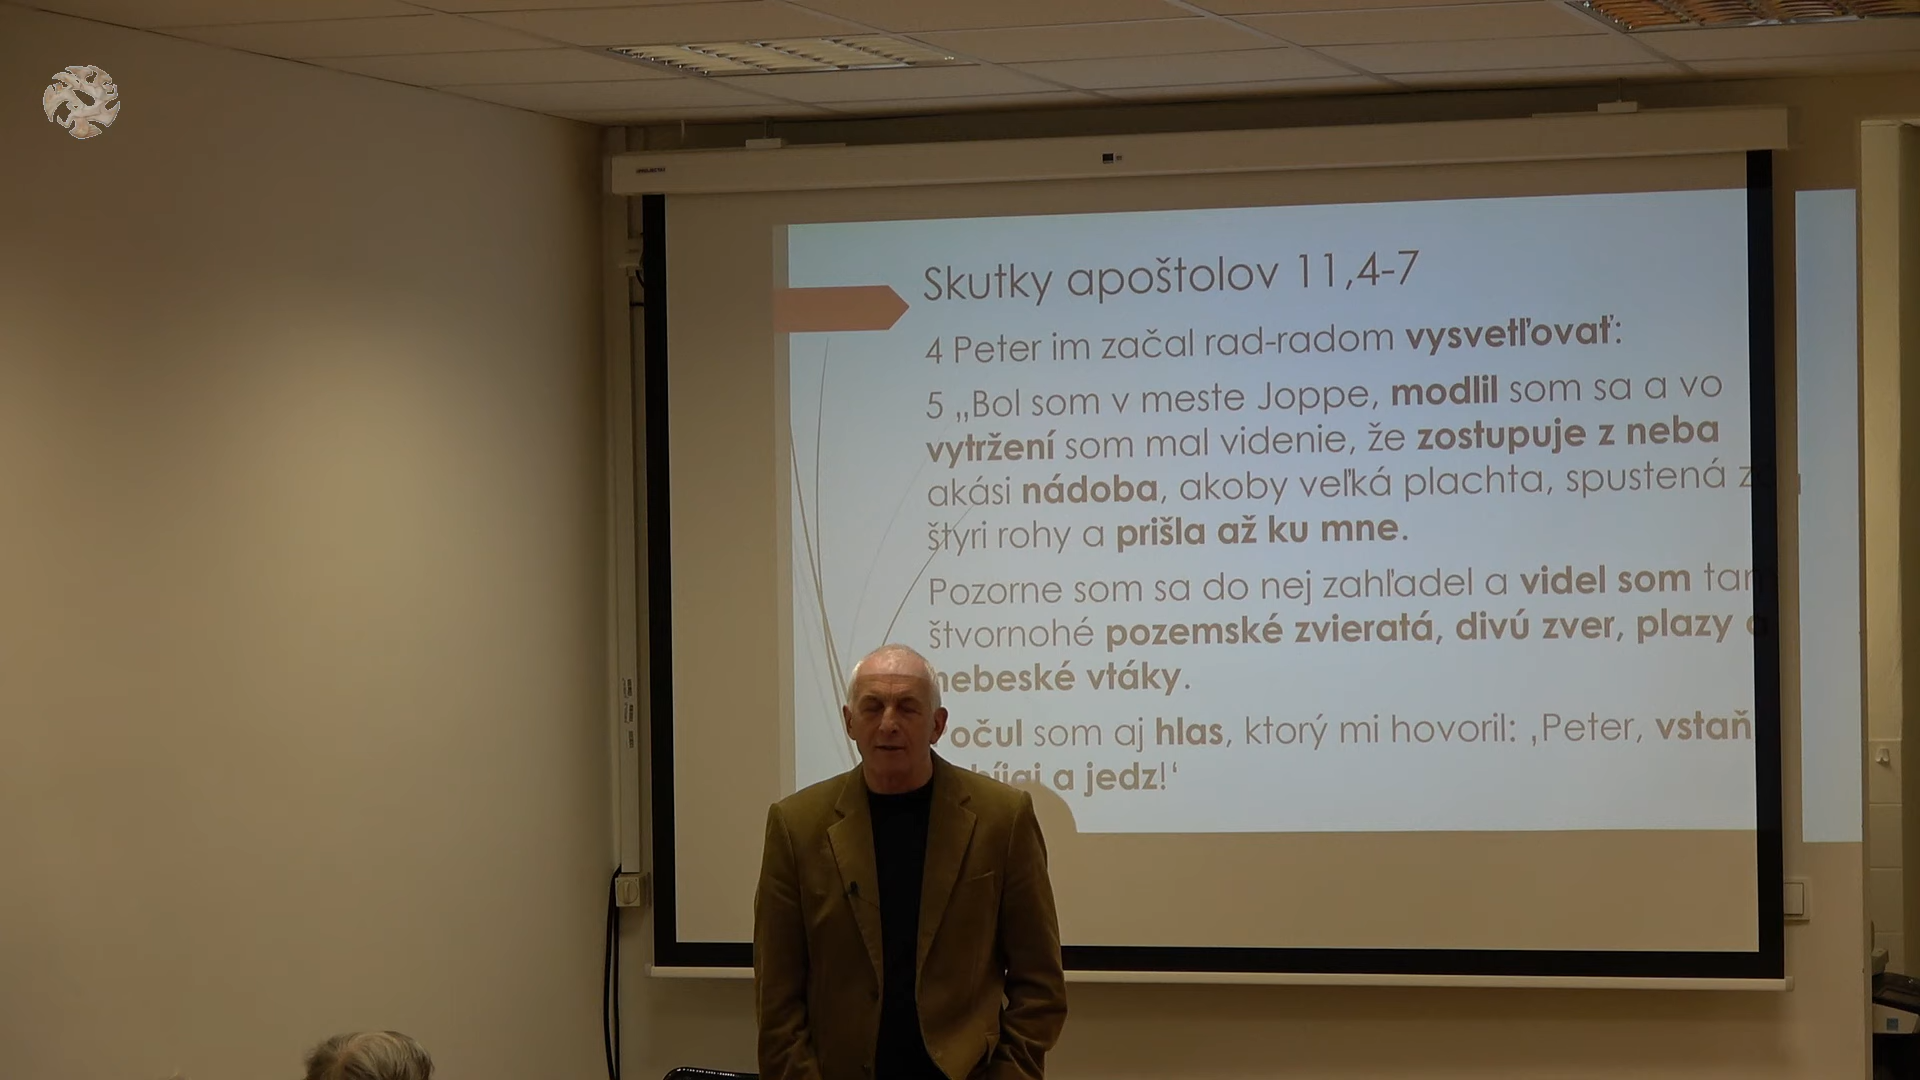 Skutky apoštolov 11,4-7
4 Peter im začal rad-radom vysvetľovať:
5 „Bol som v meste Joppe, modlil som sa a vo
vytržení som mal videnie, že zostupuje z neba
akási nádoba, akoby veľká plachta, spustená za
štyri rohy a prišla až ku mne.
Pozorne som sa do nej zahľadel a videl som tam
štvornohé pozemské zvieratá, divú zver, plazy a
nebeské vtáky.
očul som aj hlas, ktorý mi hovoril: ‚Peter, vstaň
a jedz!‘